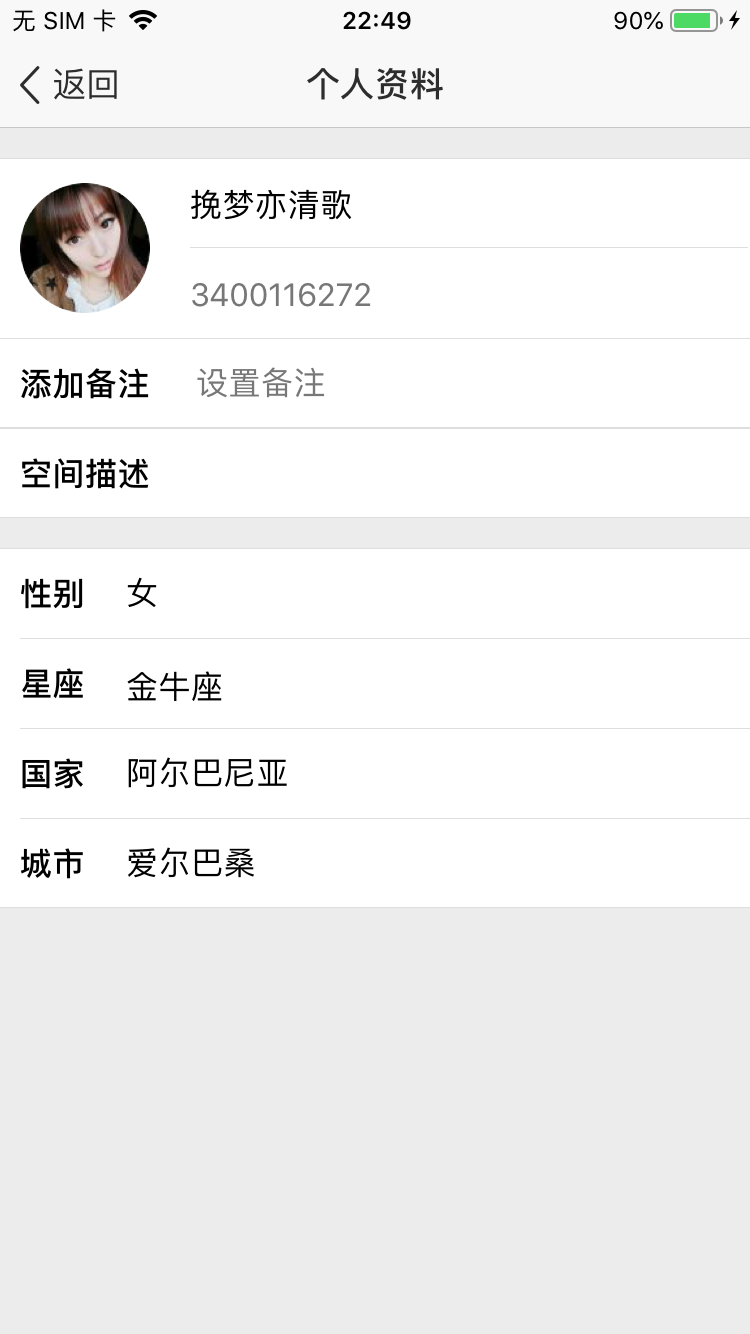 无 SIM 卡 22:49 90%
返回 个人资料
挽梦亦清歌
3400116272
添加备注 设置备注
空间描述
性别 女
星座 金牛座
国家 阿尔巴尼亚
城市 爱尔巴桑